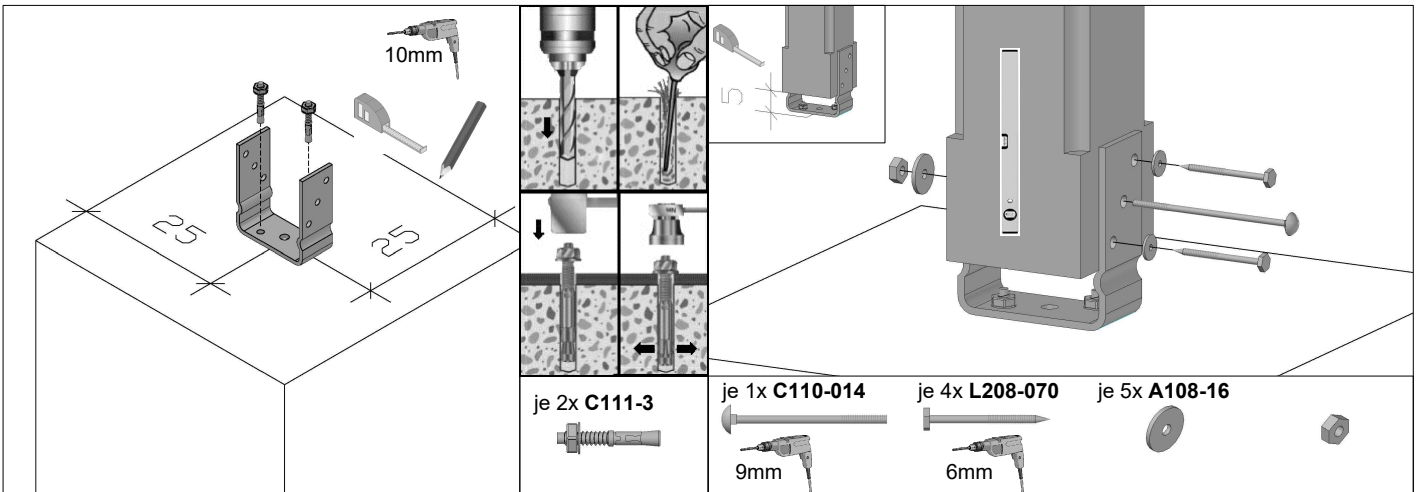 10mm
25
25
je 2x C111-3
5
je 1x C110-014
9mm
je 4x L208-070
6mm
je 5x A108-16